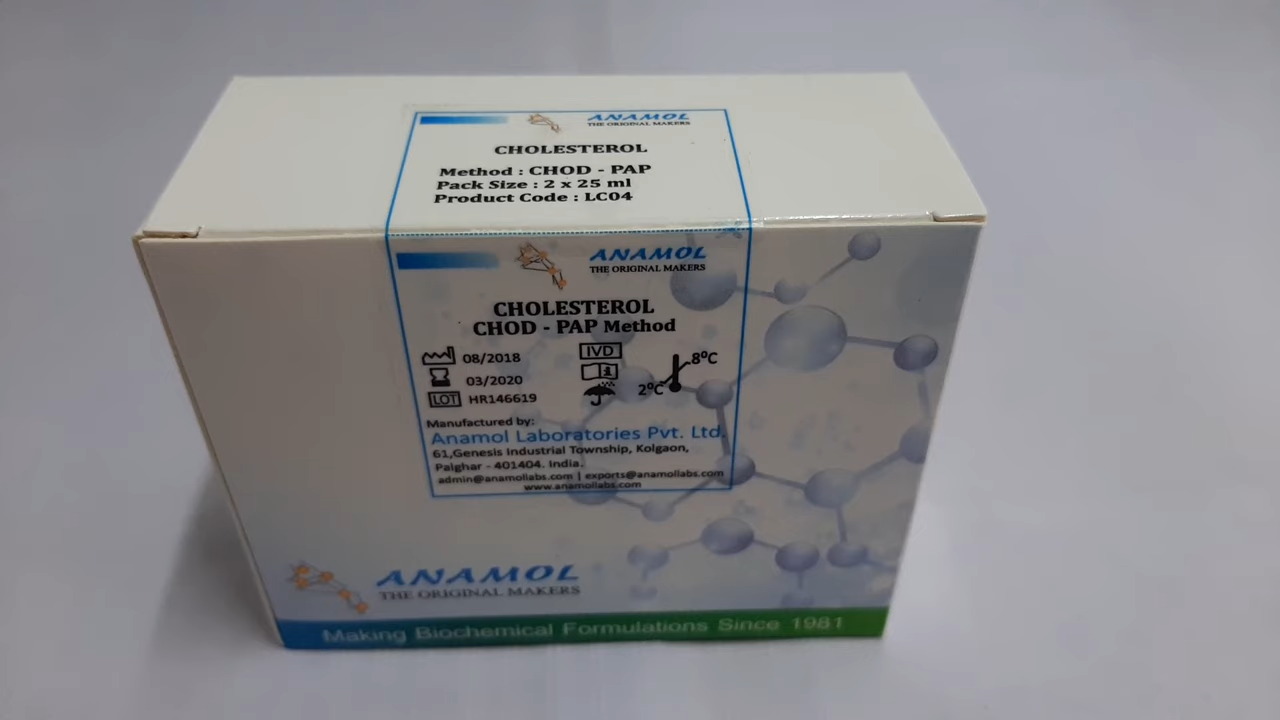 ANAMOL
THE ORIGINAL MAKERS
CHOLESTEROL
Method : CHOD - PAP
Pack Size : 2 x 25 ml
Product Code : LC04
ANAMOL
THE ORIGINAL MAKERS
CHOLESTEROL
CHOD - PAP Method
08/2018
IVD
8⁰C
03/2020
2⁰C
LOT HR146619
Manufactured by:
Anamol Laboratories Pvt. Ltd.
61,Genesis Industrial Township, Kolgaon,
Palghar - 401404. India.
admin@anamollabs.com | exports@anamollabs.com
www.anamollabs.com
ANAMOL
THE ORIGINAL MAKERS
Making Biochemical Formulations Since 1981